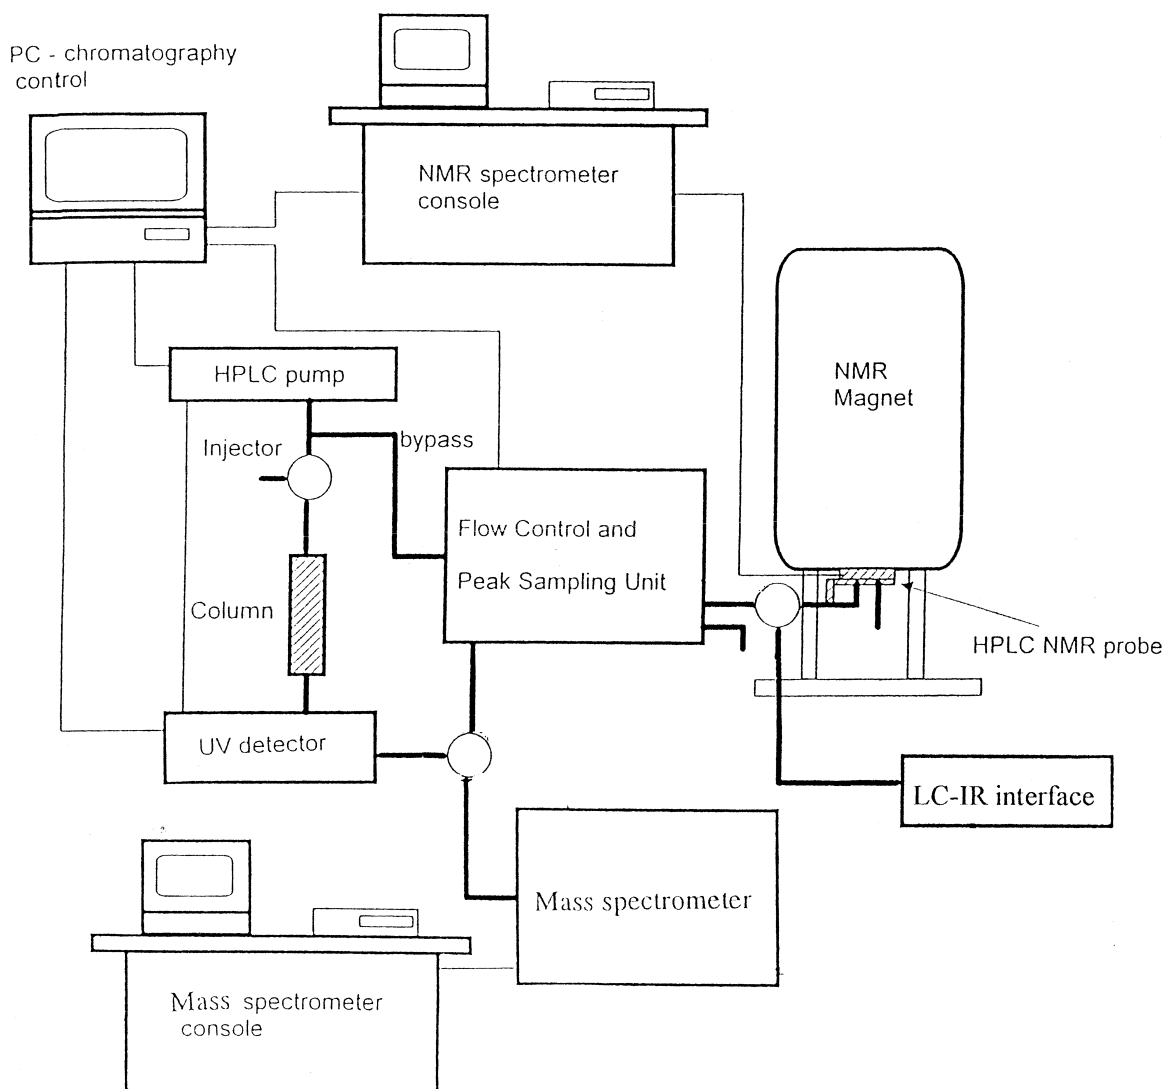 PC - chromatography
control
NMR spectrometer
console
NMR
Magnet
HPLC pump
Injector
bypass
Flow Control and
Peak Sampling Unit
Column
HPLC NMR probe
UV detector
LC-IR interface
Mass spectrometer
Mass spectrometer
console